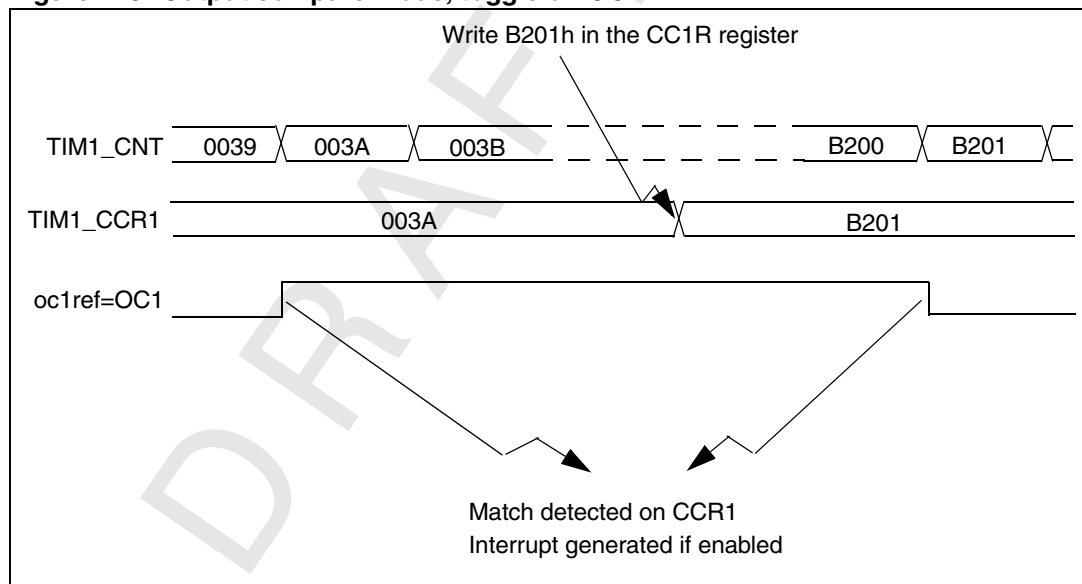 Write B201h in the CC1R register
TIM1_CNT 0039 003A 003B B200 B201
TIM1_CCR1 003A B201
oc1ref=OC1
Match detected on CCR1
Interrupt generated if enabled
DRAF